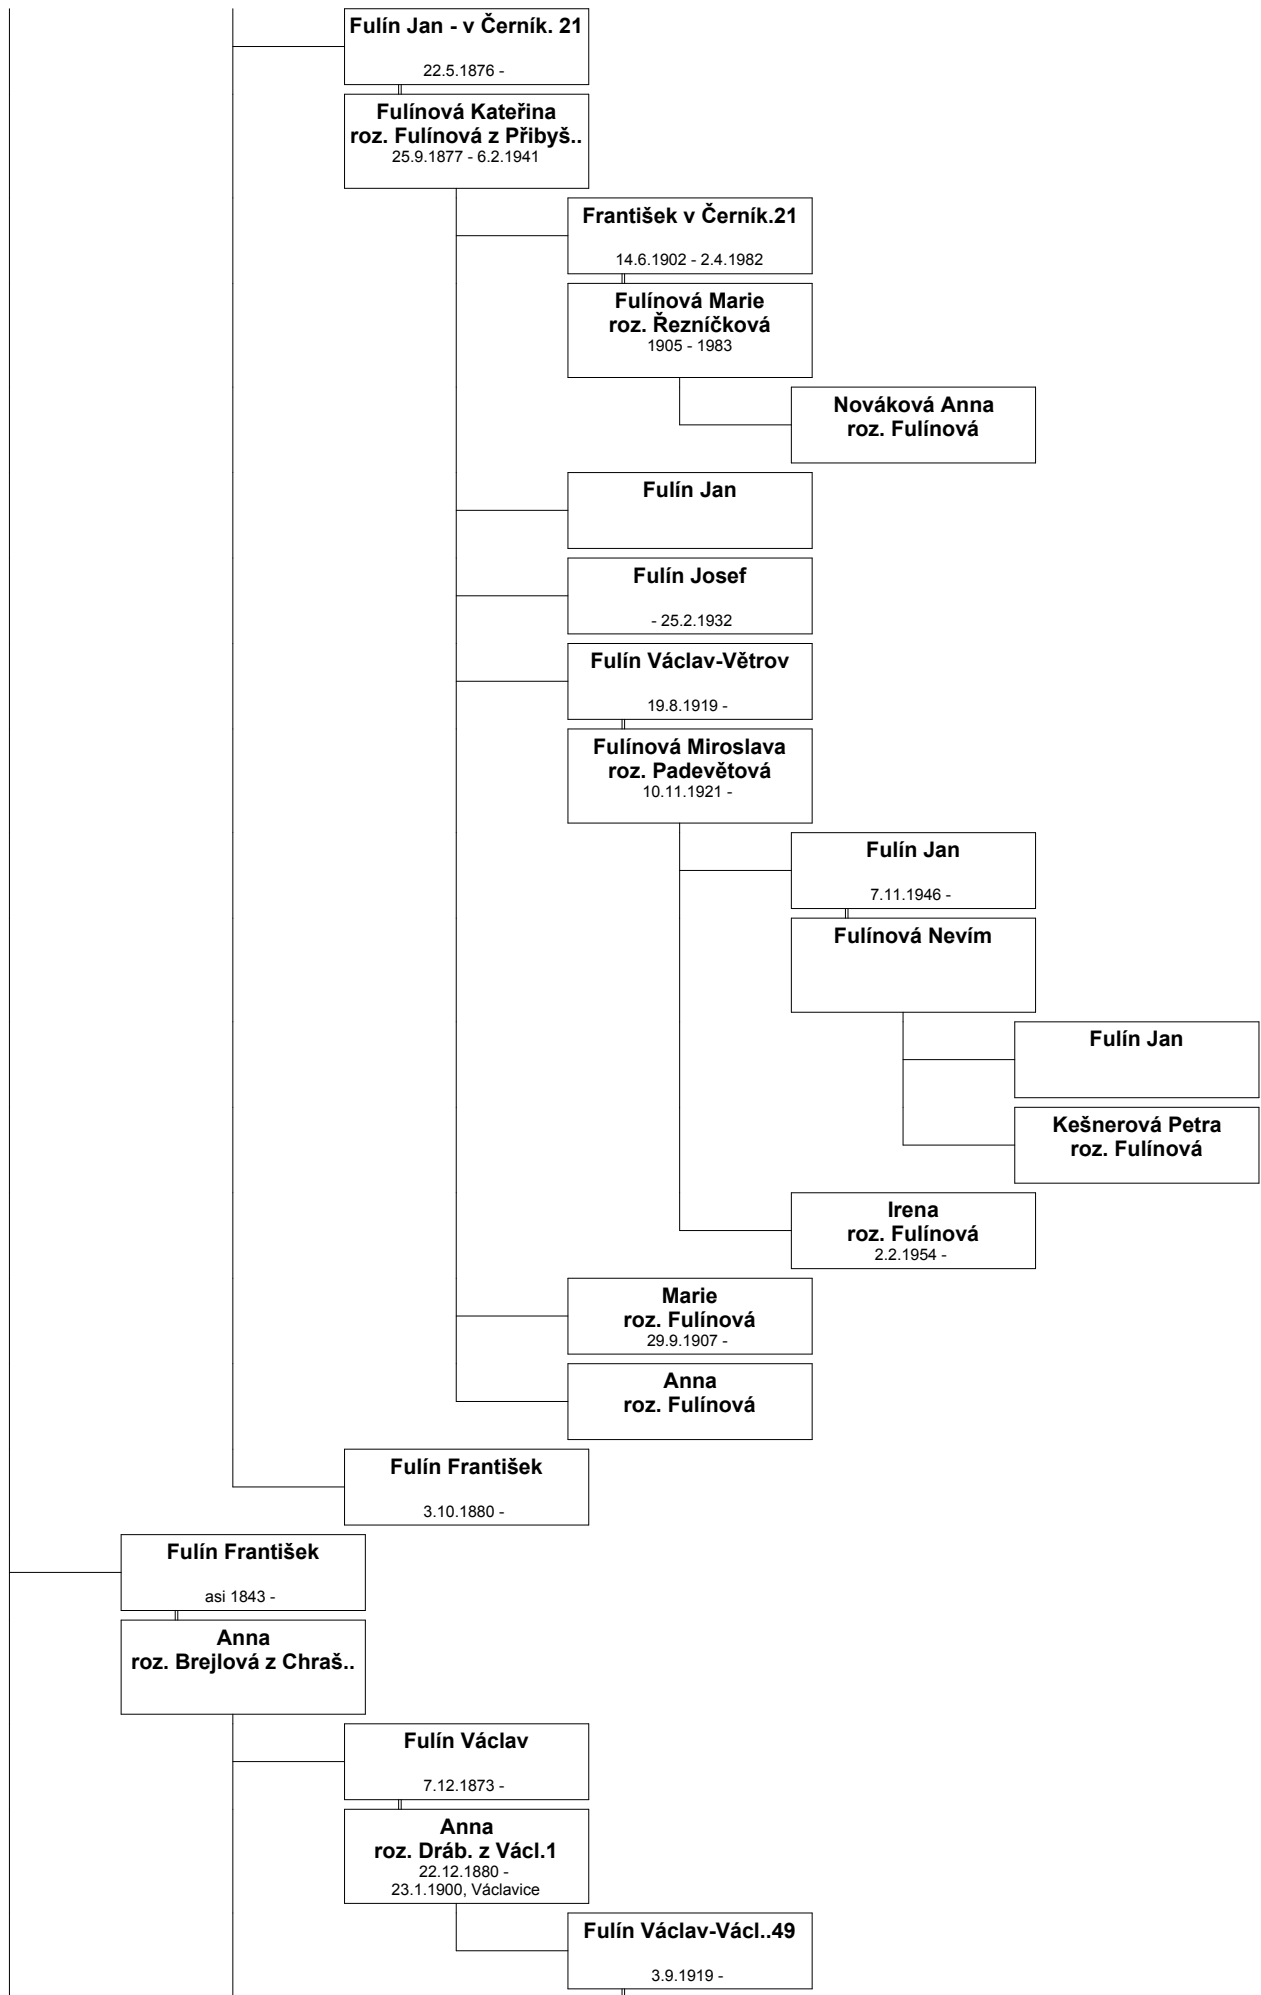 Fulín Jan - v Černík. 21
22.5.1876 -
Fulínová Kateřina
roz. Fulínová z Přibyš..
25.9.1877 - 6.2.1941
František v Černík.21
14.6.1902 - 2.4.1982
Fulínová Marie
roz. Řezníčková
1905 - 1983
Nováková Anna
roz. Fulínová
Fulín Jan
Fulín Josef
- 25.2.1932
Fulín Václav-Větrov
19.8.1919 -
Fulínová Miroslava
roz. Padevětová
10.11.1921 -
Fulín Jan
7.11.1946 -
Fulínová Nevím
Fulín Jan
Kešnerová Petra
roz. Fulínová
Irena
roz. Fulínová
2.2.1954 -
Marie
roz. Fulínová
29.9.1907 -
Anna
roz. Fulínová
Fulín František
3.10.1880 -
Fulín František
asi 1843 -
Anna
roz. Brejlová z Chraš..
Fulín Václav
7.12.1873 -
Anna
roz. Dráb. z Václ.1
22.12.1880 -
23.1.1900, Václavice
Fulín Václav-Václ..49
3.9.1919 -